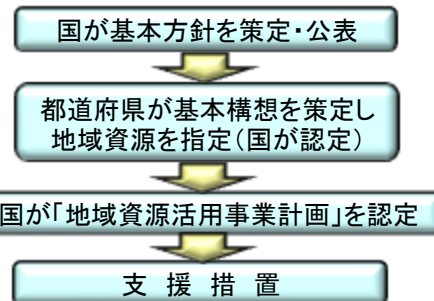 国が基本方針を策定・公表
都道府県が基本構想を策定し
地域資源を指定(国が認定)
国が「地域資源活用事業計画」を認定
支 援 措 置